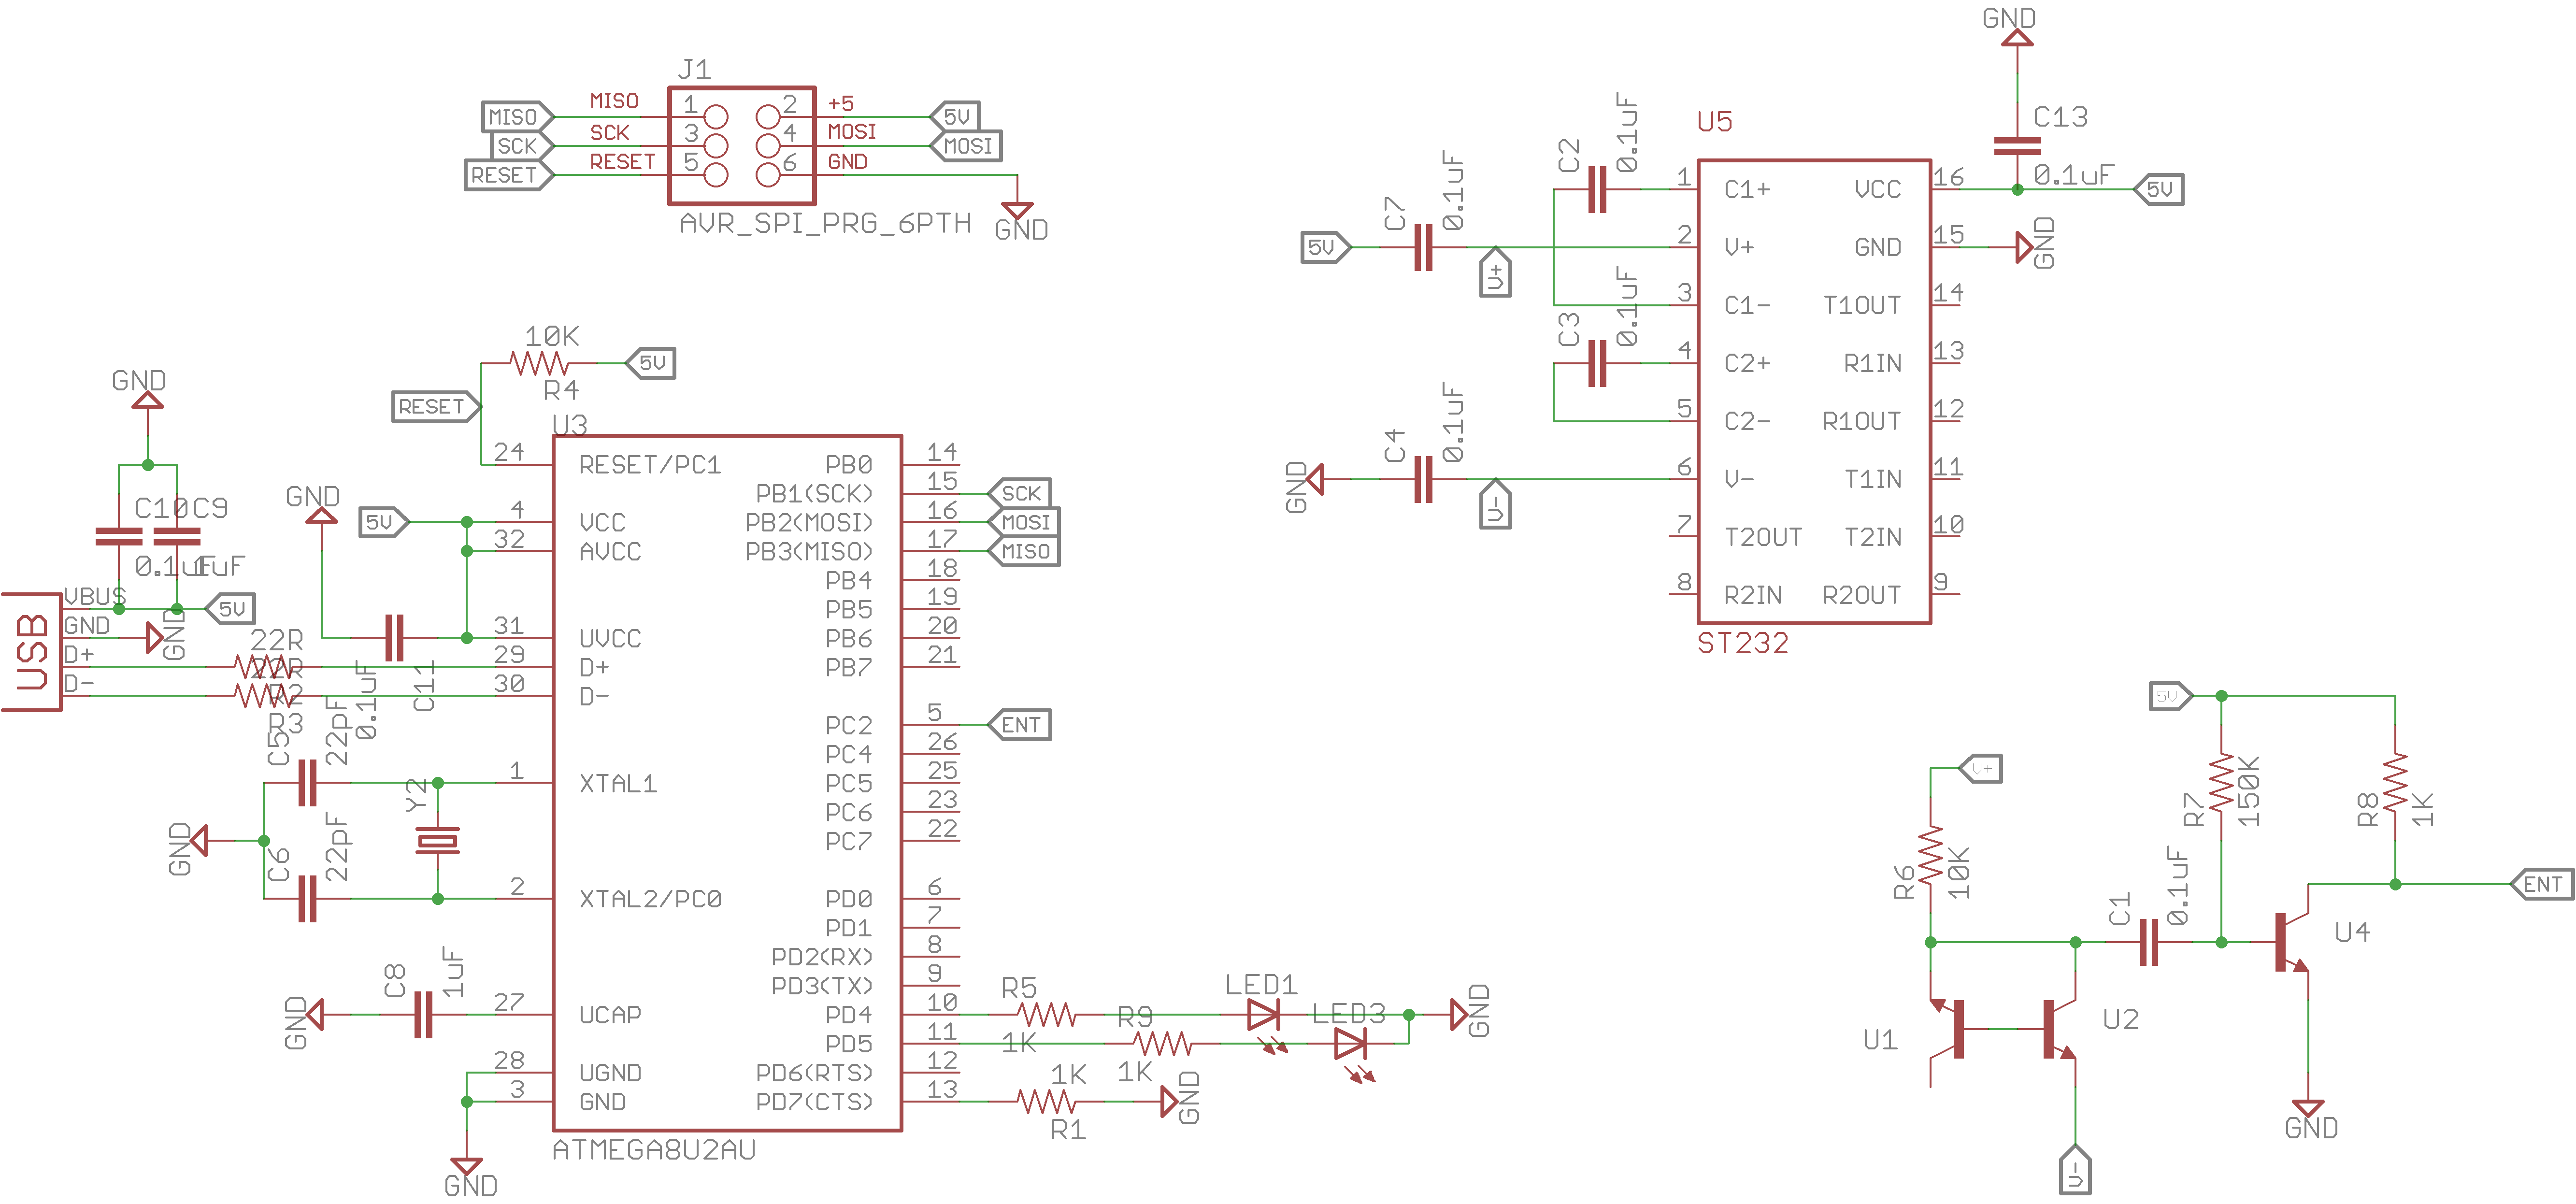 J1
MISO MISO 1 2 +5 5V
SCK SCK 3 4 MOSI MOSI
RESET RESET 5 6 GND
AVR_SPI_PRG_6PTH
GND
GND
C13
0.1uF
U5
C2 0.1uF
C7 0.1uF
5V
V+
C3 0.1uF
C4 0.1uF
GND
V-
1 C1+ VCC 16 5V
2 V+ GND 15 GND
3 C1- T1OUT 14
4 C2+ R1IN 13
5 C2- R1OUT 12
6 V- T1IN 11
7 T2OUT T2IN 10
8 R2IN R2OUT 9
ST232
10K
R4
5V
RESET
GND
C10 C9
0.1uF 1uF
USB
VBUS 5V
GND GND
D+
D-
22R
22R
R2
R3
GND
5V
0.1uF
C11
C5 22pF
C6 22pF
GND
Y2
C8 1uF
GND
U3
24 RESET/PC1 PB0 14
PB1(SCK) 15 SCK
4 VCC PB2(MOSI) 16 MOSI
32 AVCC PB3(MISO) 17 MISO
PB4 18
PB5 19
31 UVCC PB6 20
29 D+ PB7 21
30 D-
PC2 5 ENT
PC4 26
1 XTAL1 PC5 25
PC6 23
PC7 22
2 XTAL2/PC0 PD0 6
PD1 7
PD2(RX) 8
PD3(TX) 9
27 UCAP PD4 10
PD5 11
28 UGND PD6(RTS) 12
3 GND PD7(CTS) 13
ATMEGA8U2AU
GND
R5
1K
R9
1K
LED1
LED3
GND
1K
R1
GND
5V
V+
R6 10K
R7 150K
R8 1K
C1 0.1uF
ENT
U4
U1
U2
GND
V-